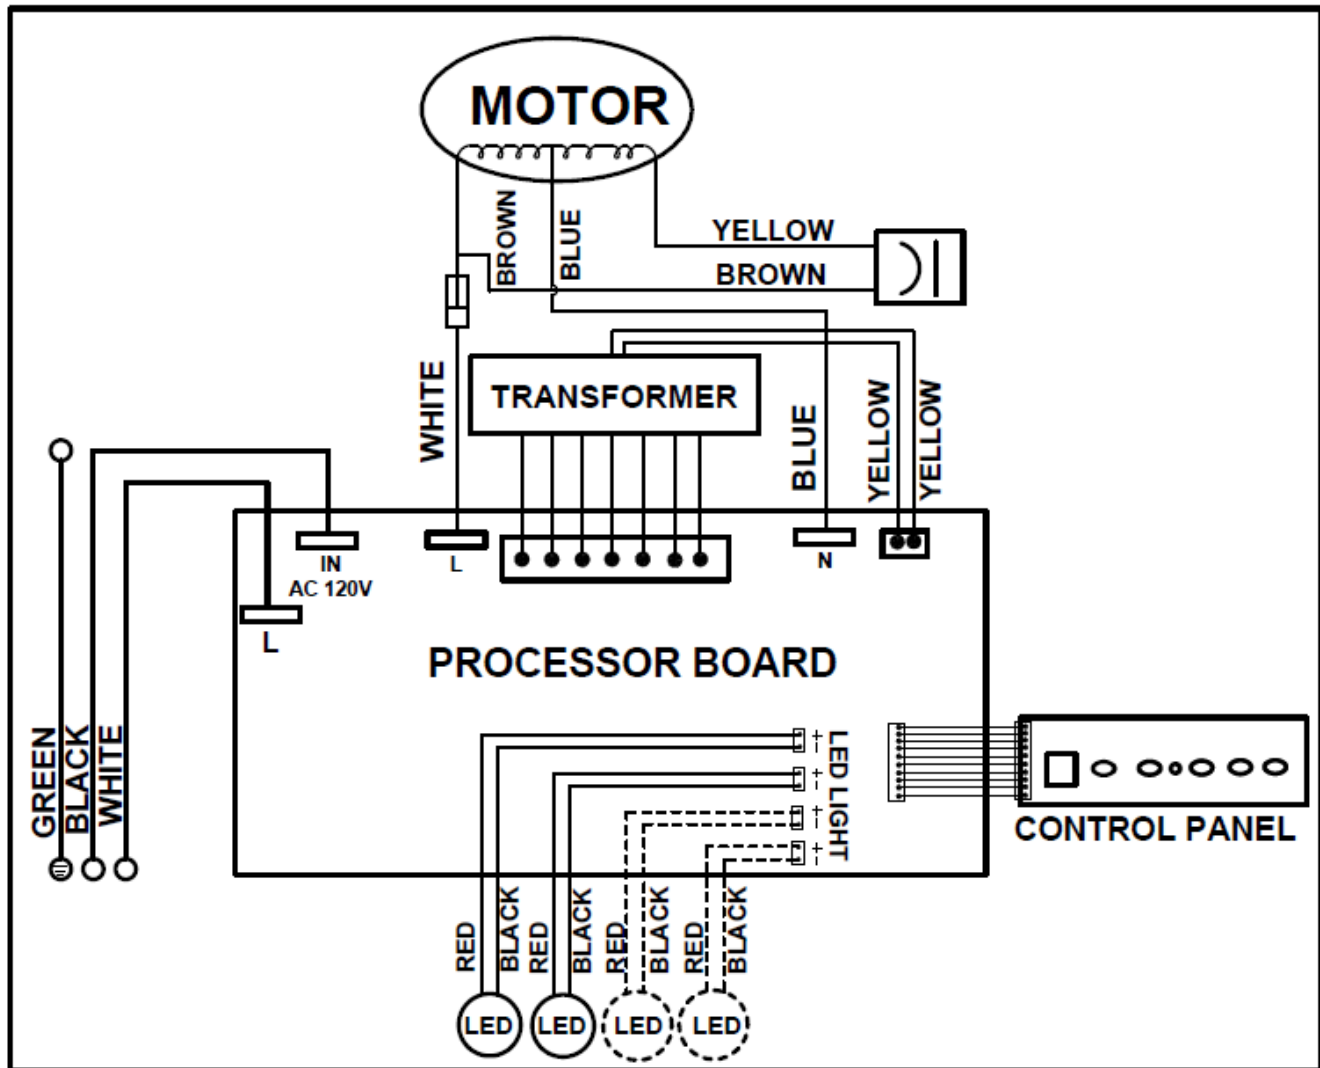 MOTOR
BROWN
BLUE
YELLOW
BROWN
WHITE
TRANSFORMER
BLUE
YELLOW
YELLOW
IN
AC 120V
L
L
N
PROCESSOR BOARD
GREEN
BLACK
WHITE
+
-
+
-
+
-
+
-
LED LIGHT
CONTROL PANEL
RED
BLACK
RED
BLACK
RED
BLACK
RED
BLACK
LED
LED
LED
LED